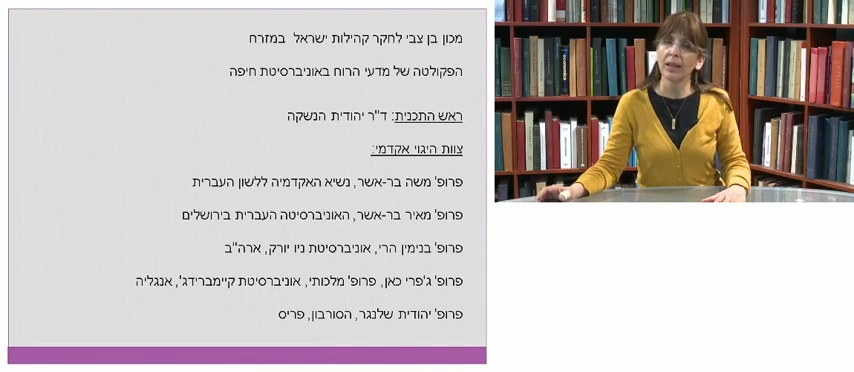 מכון בן צבי לחקר קהילות ישראל במזרח
הפקולטה של מדעי הרוח באוניברסיטת חיפה
ראש התכנית: ד"ר יהודית הנשקה
צוות היגוי אקדמי:
פרופ' משה בר-אשר, נשיא האקדמיה ללשון העברית
פרופ' מאיר בר-אשר, האוניברסיטה העברית בירושלים
פרופ' בנימין הרי, אוניברסיטת ניו יורק, ארה"ב
פרופ' ג'פרי כאן, פרופ' מלכותי, אוניברסיטת קיימברידג', אנגליה
פרופ' יהודית שלנגר, הסורבון, פריס
economics